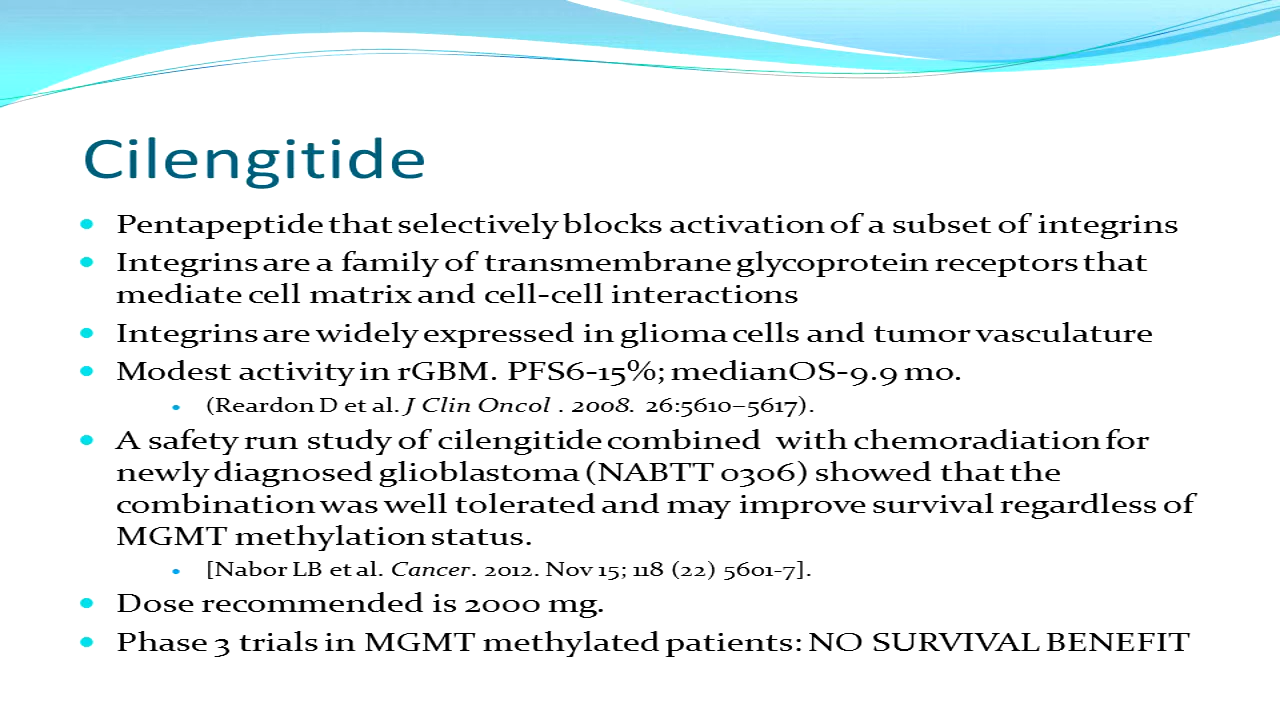 Cilengitide
• Pentapeptide that selectively blocks activation of a subset of integrins
• Integrins are a family of transmembrane glycoprotein receptors that
mediate cell matrix and cell-cell interactions
• Integrins are widely expressed in glioma cells and tumor vasculature
• Modest activity in rGBM. PFS6-15%; medianOS-9.9 mo.
• (Reardon D et al. J Clin Oncol . 2008. 26:5610–5617).
• A safety run study of cilengitide combined with chemoradiation for
newly diagnosed glioblastoma (NABTT 0306) showed that the
combination was well tolerated and may improve survival regardless of
MGMT methylation status.
• [Nabor LB et al. Cancer. 2012. Nov 15; 118 (22) 5601-7].
• Dose recommended is 2000 mg.
• Phase 3 trials in MGMT methylated patients: NO SURVIVAL BENEFIT